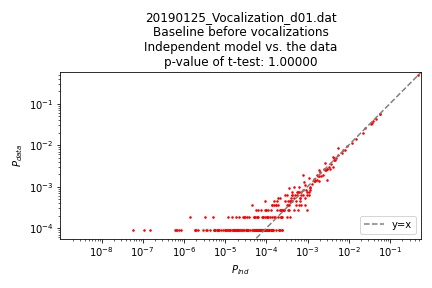 20190125_Vocalization_d01.dat
Baseline before vocalizations
Independent model vs. the data
p-value of t-test: 1.00000
P_data
10⁻¹
10⁻²
10⁻³
10⁻⁴
y=x
10⁻⁸ 10⁻⁷ 10⁻⁶ 10⁻⁵ 10⁻⁴ 10⁻³ 10⁻² 10⁻¹
P_ind